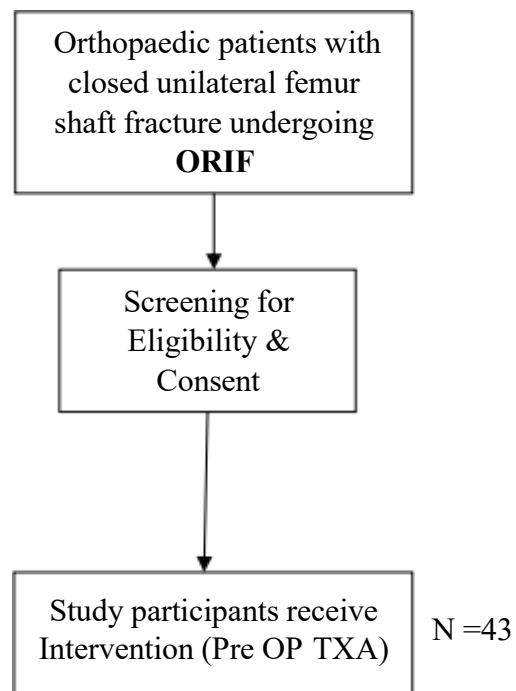 Orthopaedic patients with
closed unilateral femur
shaft fracture undergoing
ORIF
Screening for
Eligibility &
Consent
Study participants receive
Intervention (Pre OP TXA)
N =43